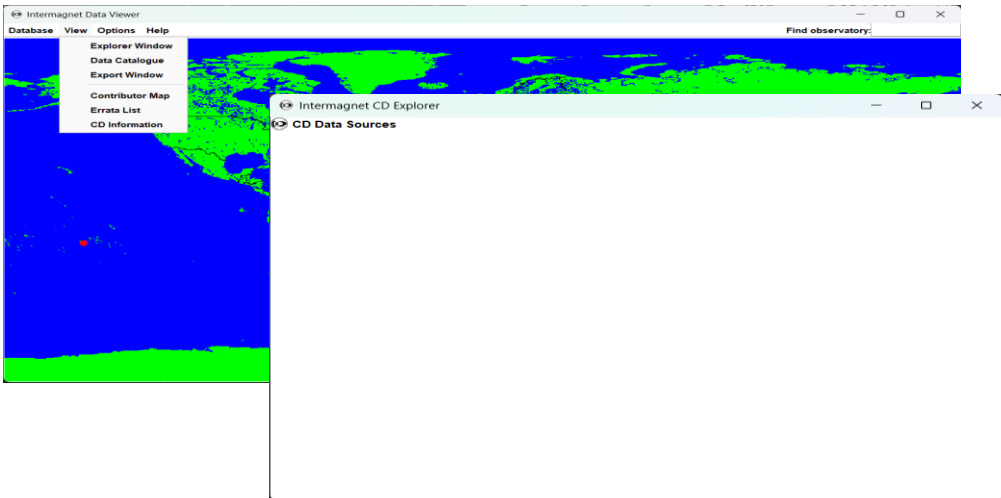 Intermagnet Data Viewer
Database View Options Help Find observatory:
Explorer Window
Data Catalogue
Export Window
Contributor Map
Errata List
CD Information
Intermagnet CD Explorer
CD Data Sources